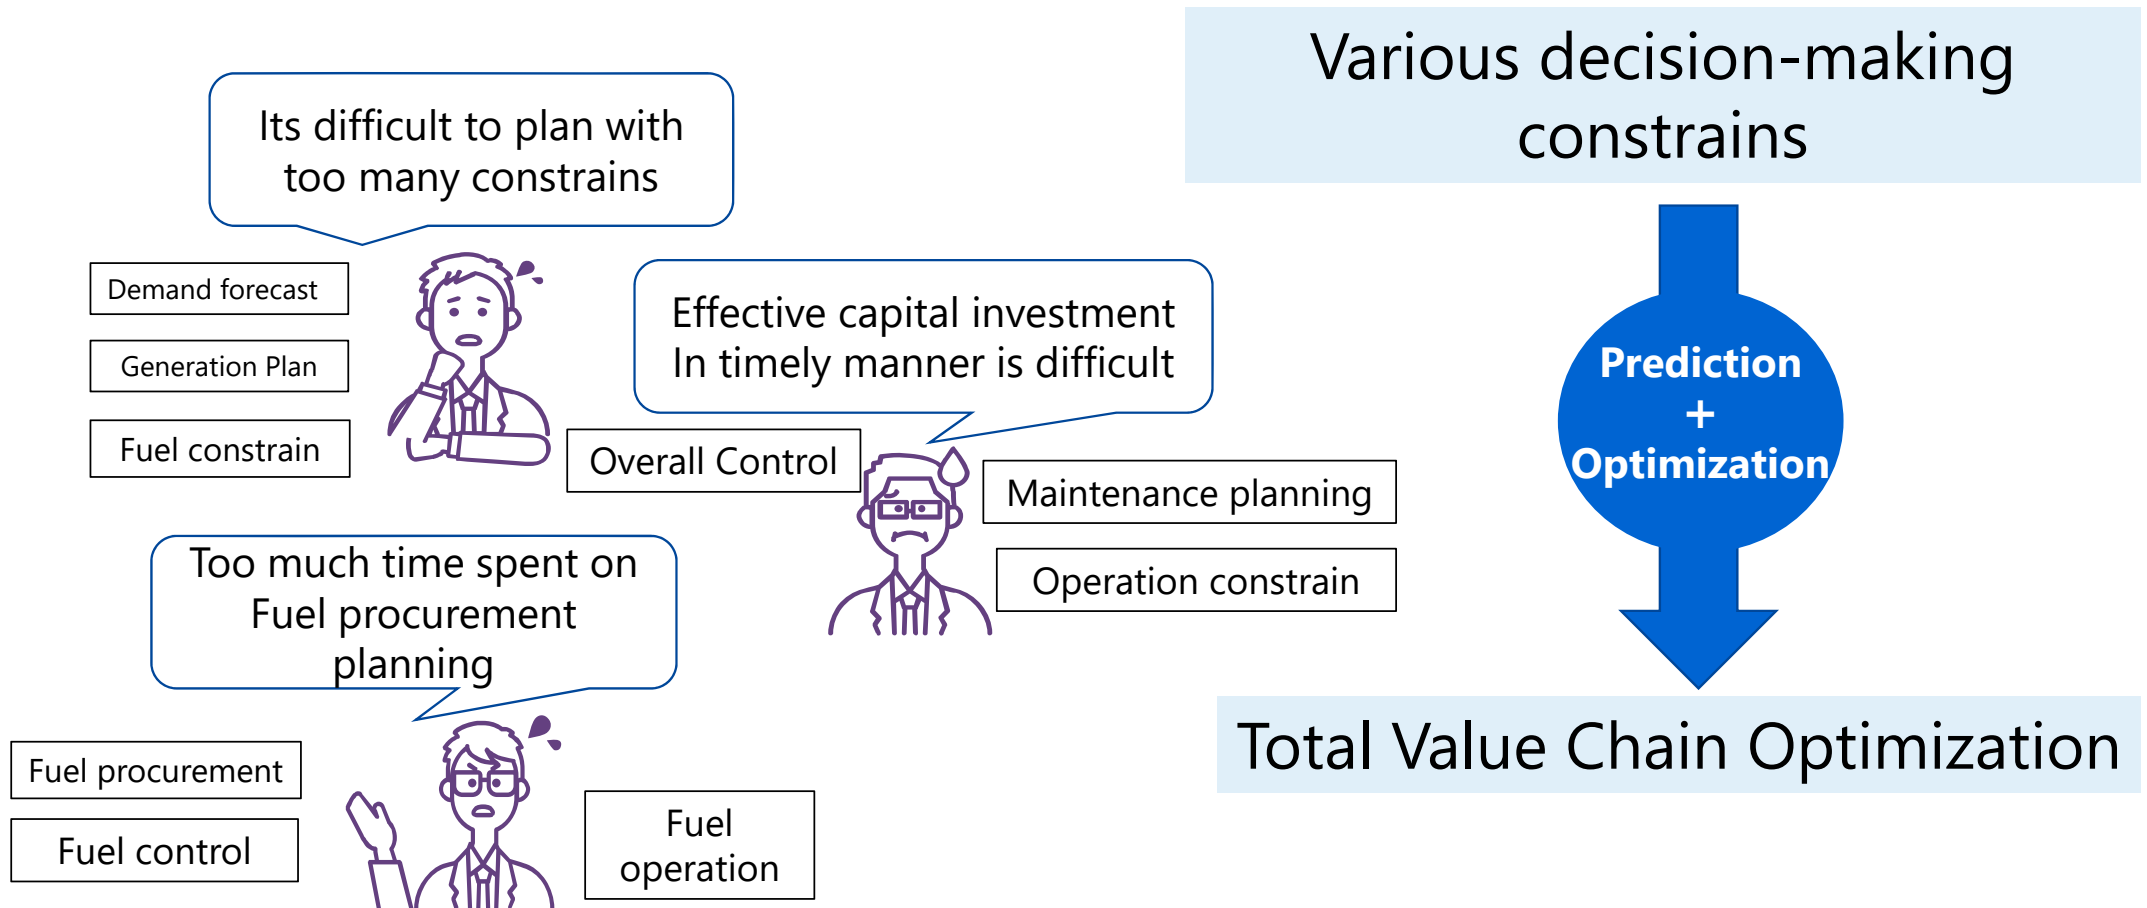 Various decision-making
constrains
Its difficult to plan with
too many constrains
Demand forecast
Generation Plan
Fuel constrain
Effective capital investment
In timely manner is difficult
Overall Control
Maintenance planning
Operation constrain
Prediction
+
Optimization
Too much time spent on
Fuel procurement
planning
Fuel procurement
Fuel control
Fuel
operation
Total Value Chain Optimization